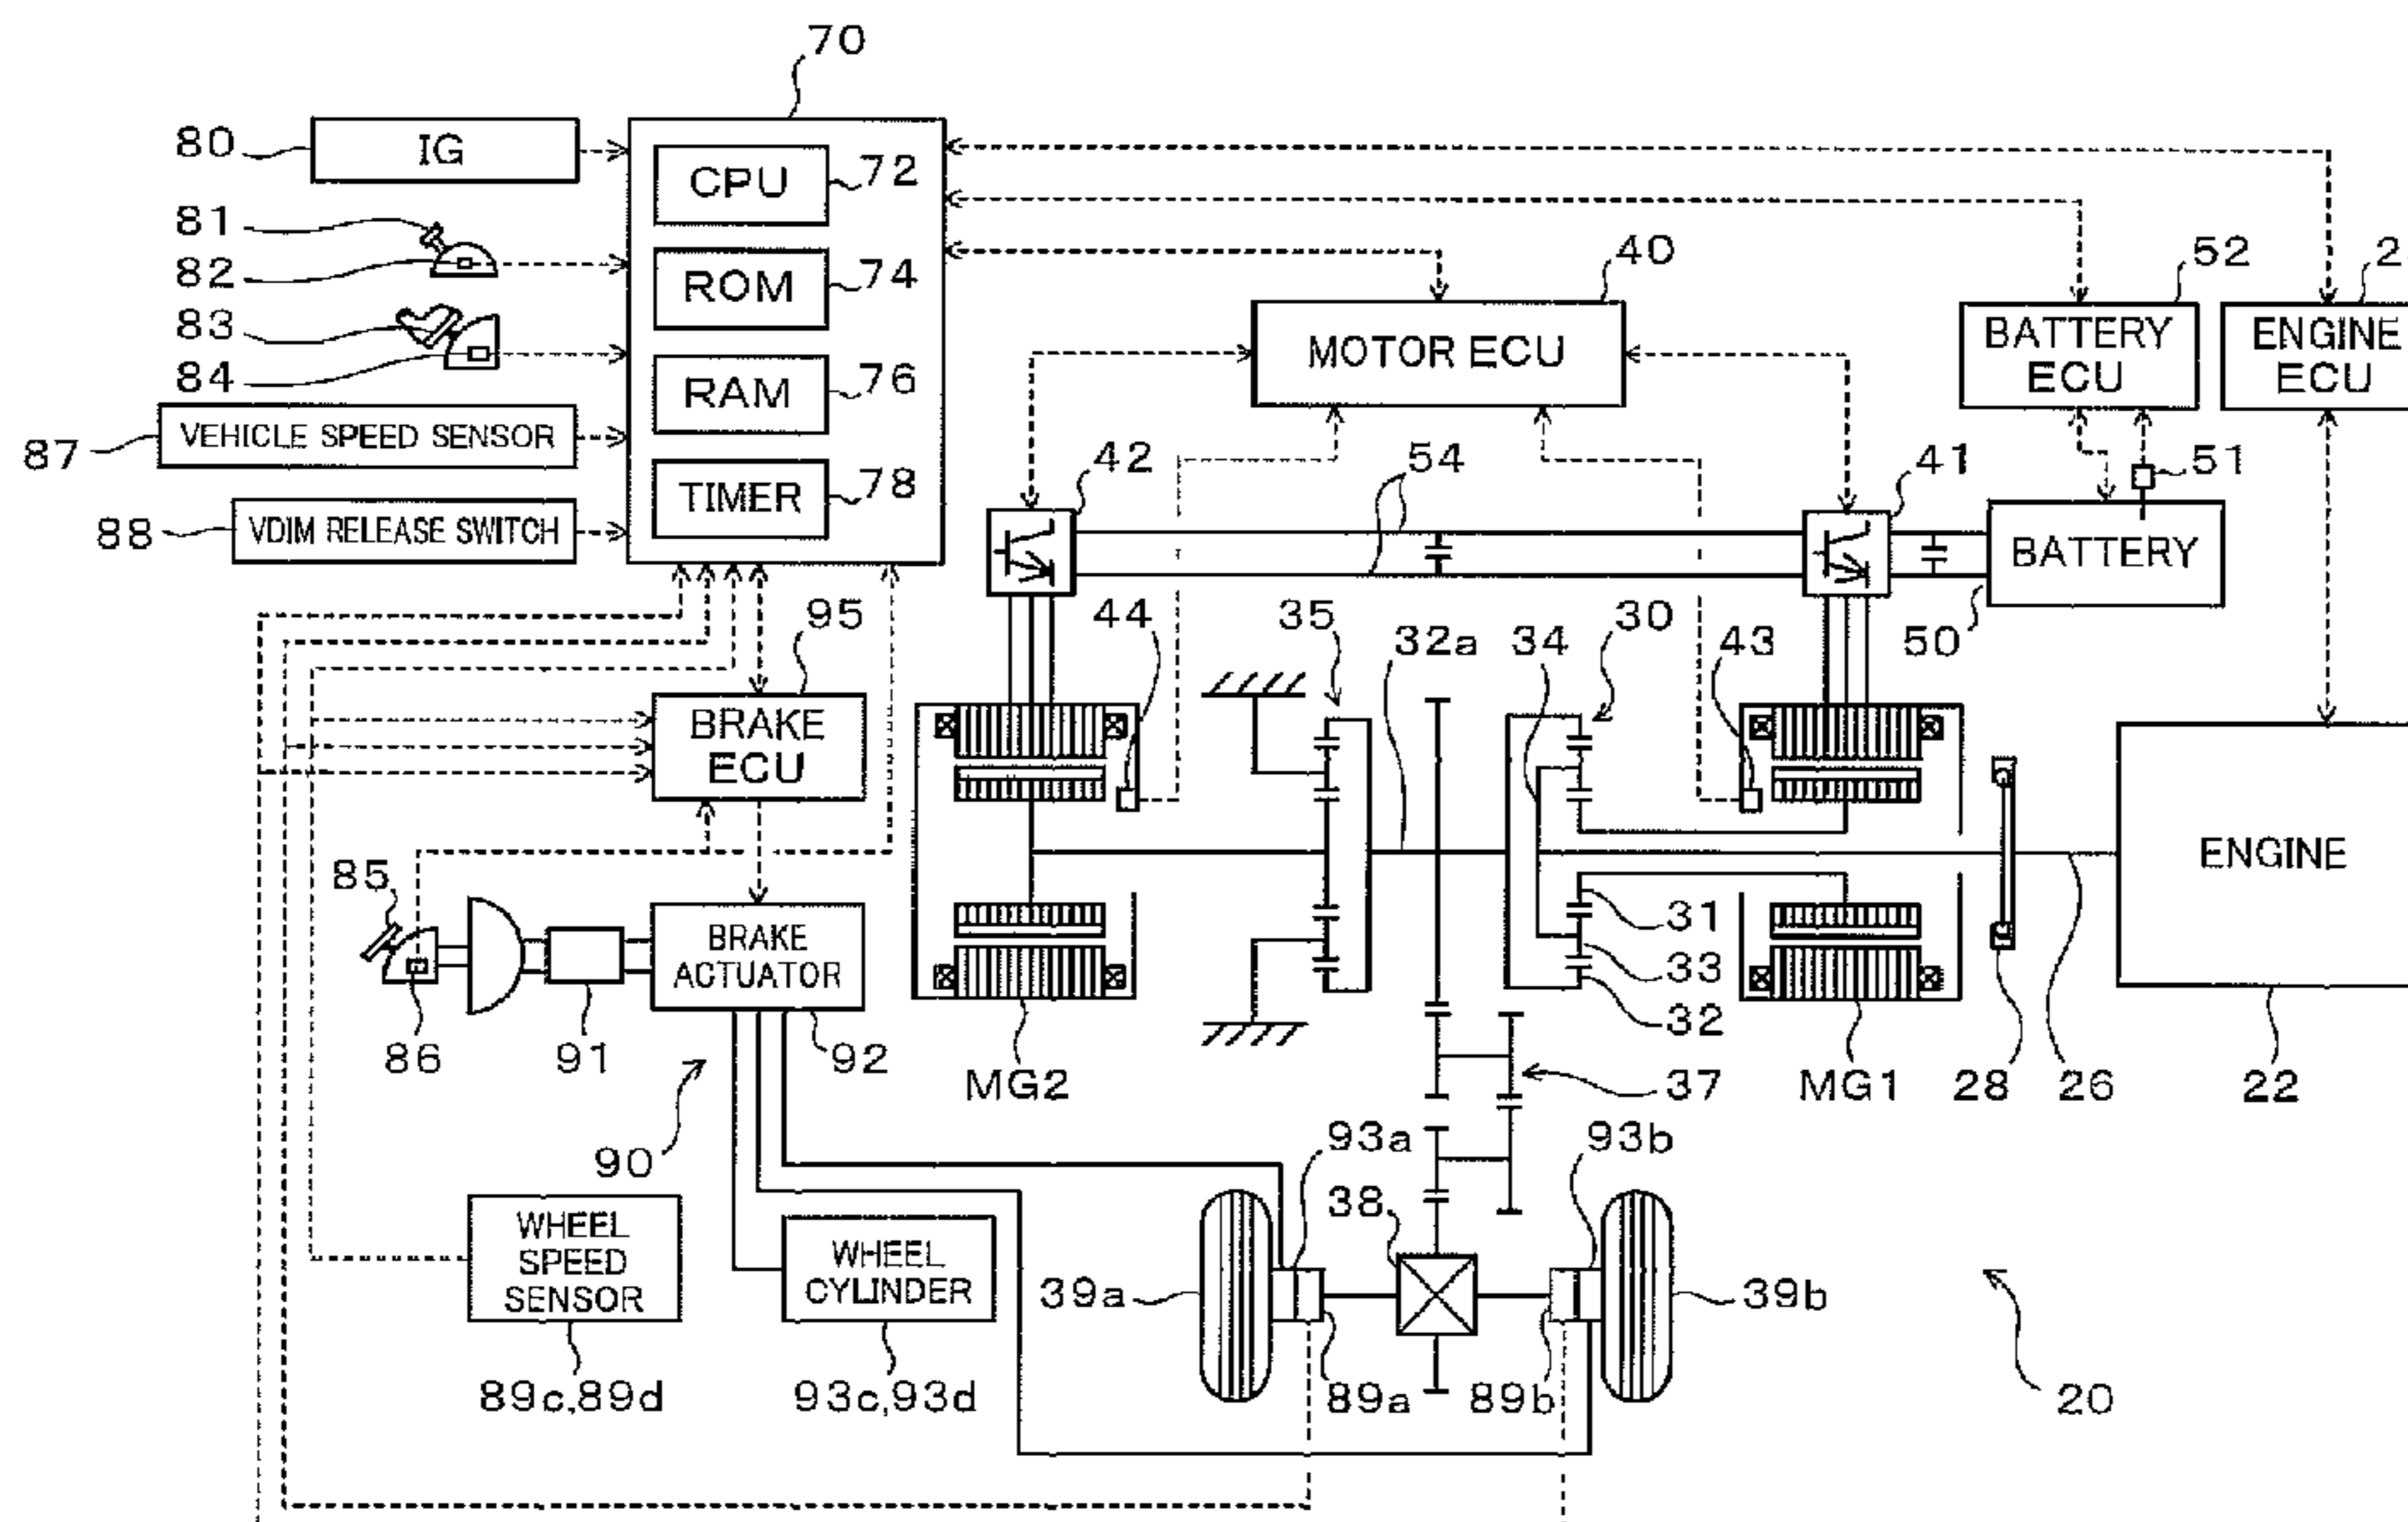 70
80
IG
CPU
72
81
82
ROM
74
40
52
2
83
84
RAM
76
MOTOR ECU
BATTERY
ECU
ENGINE
ECU
87
VEHICLE SPEED SENSOR
42
54
41
51
TIMER
78
88
VDIM RELEASE SWITCH
BATTERY
95
44
35
32a
34
30
43
50
BRAKE
ECU
85
ENGINE
BRAKE
ACTUATOR
31
33
32
86
91
92
MG2
37
MG1
28
26
22
90
93a
93b
38
WHEEL
SPEED
SENSOR
WHEEL
CYLINDER
39a
39b
89c,89d
93c,93d
89a
89b
20